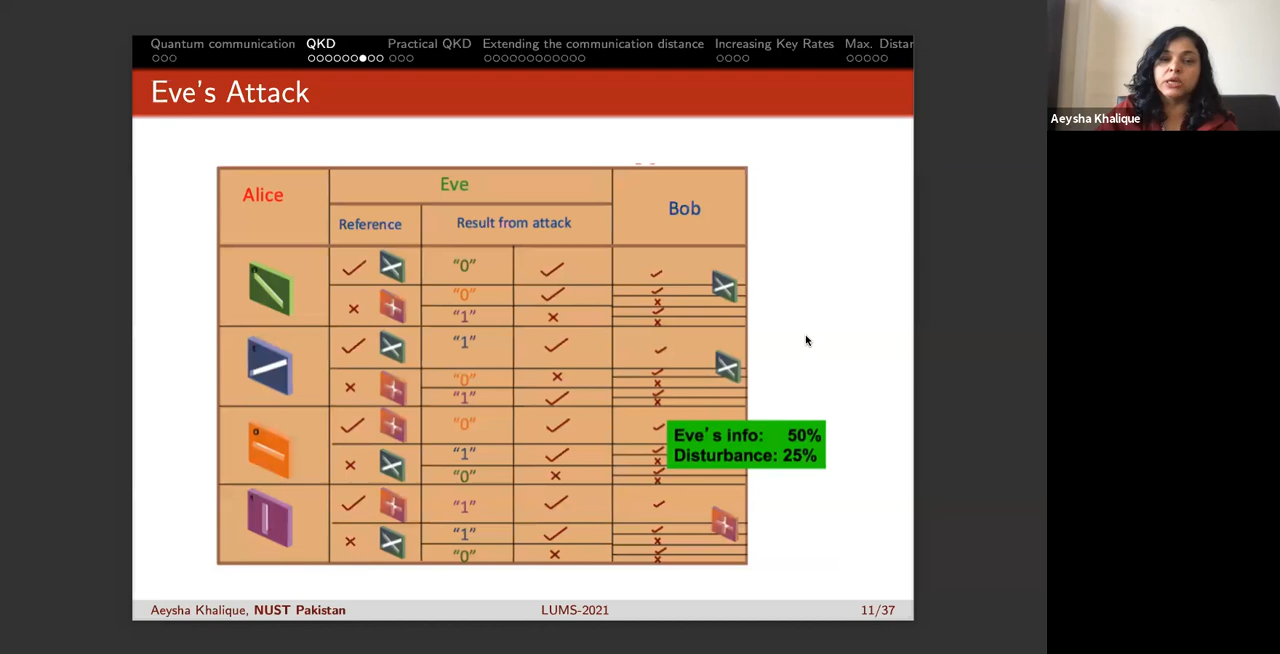 Quantum communication QKD Practical QKD Extending the communication distance Increasing Key Rates Max. Distar
Eve's Attack
Aeysha Khalique
Alice
Eve
Bob
Reference
Result from attack
"0"
"0"
"1"
"1"
"0"
"1"
"0"
"1"
"0"
"1"
"1"
"0"
Eve's info: 50%
Disturbance: 25%
Aeysha Khalique, NUST Pakistan
LUMS-2021
11/37